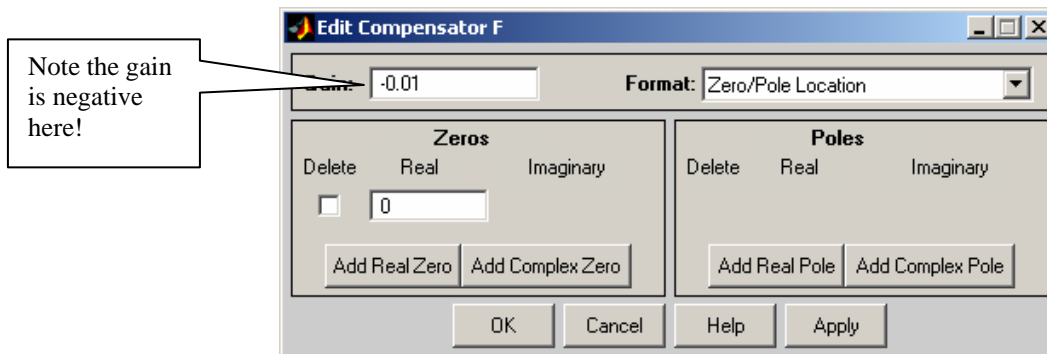 Edit Compensator F
Note the gain
is negative
here!
Gain: -0.01 Format: Zero/Pole Location
Zeros
Delete Real Imaginary
0
Add Real Zero Add Complex Zero
Poles
Delete Real Imaginary
Add Real Pole Add Complex Pole
OK Cancel Help Apply